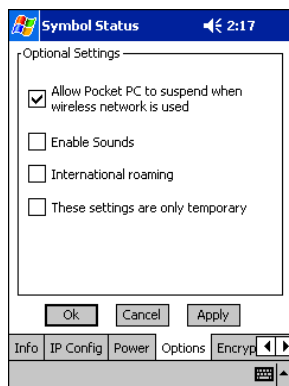 Symbol Status 2:17
Optional Settings
Allow Pocket PC to suspend when
wireless network is used
Enable Sounds
International roaming
These settings are only temporary
Ok Cancel Apply
Info IP Config Power Options Encryp